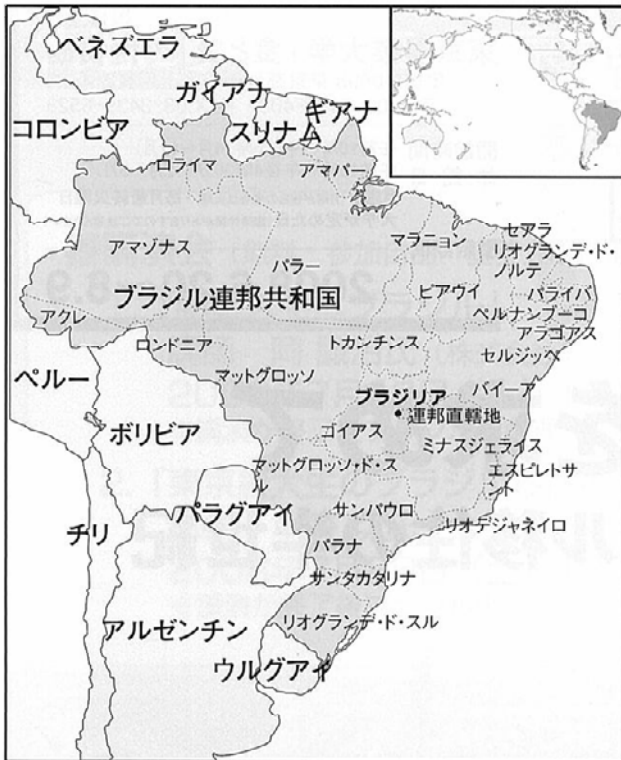 ベネズエラ
ガイアナ
ギアナ
コロンビア
スリナム
ロライマ
アマパー
アマゾナス
パラー
マラニョン
セアラ
リオグランデ・ド・
ノルテ
ブラジル連邦共和国
ピアウイ
パライバ
ペルナンブーコ
アクレ
アラゴアス
ロンドニア
トカンチンス
セルジッペ
ペルー
マットグロッソ
ブラジリア
連邦直轄地
バイーア
ボリビア
ゴイアス
ミナスジェライス
マットグロッソ・ド・ス
ル
エスピレトサ
ント
パラグアイ
サンパウロ
リオデジャネイロ
チリ
パラナ
サンタカタリナ
アルゼンチン
リオグランデ・ド・スル
ウルグアイ